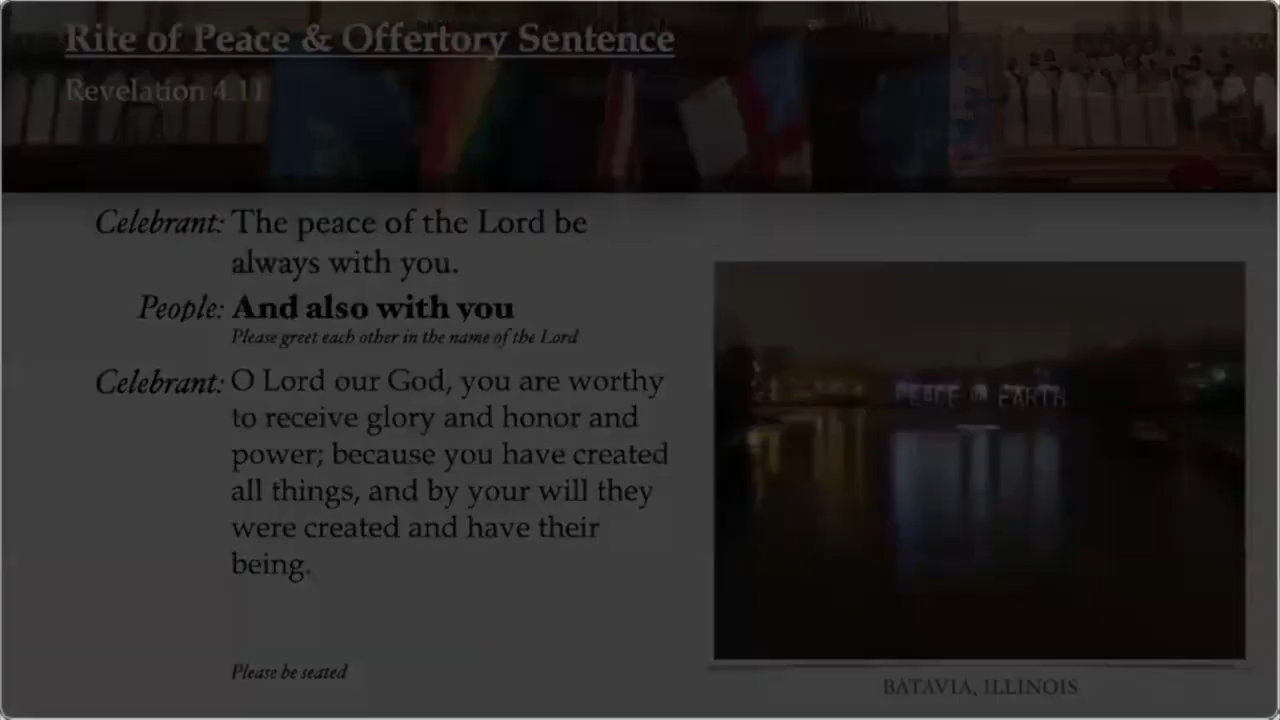 Rite of Peace & Offertory Sentence
Revelation 4.11
Celebrant: The peace of the Lord be
always with you.
People: And also with you
Please greet each other in the name of the Lord
Celebrant: O Lord our God, you are worthy
to receive glory and honor and
power; because you have created
all things, and by your will they
were created and have their
being.
Please be seated
PEACE ON EARTH
BATAVIA, ILLINOIS